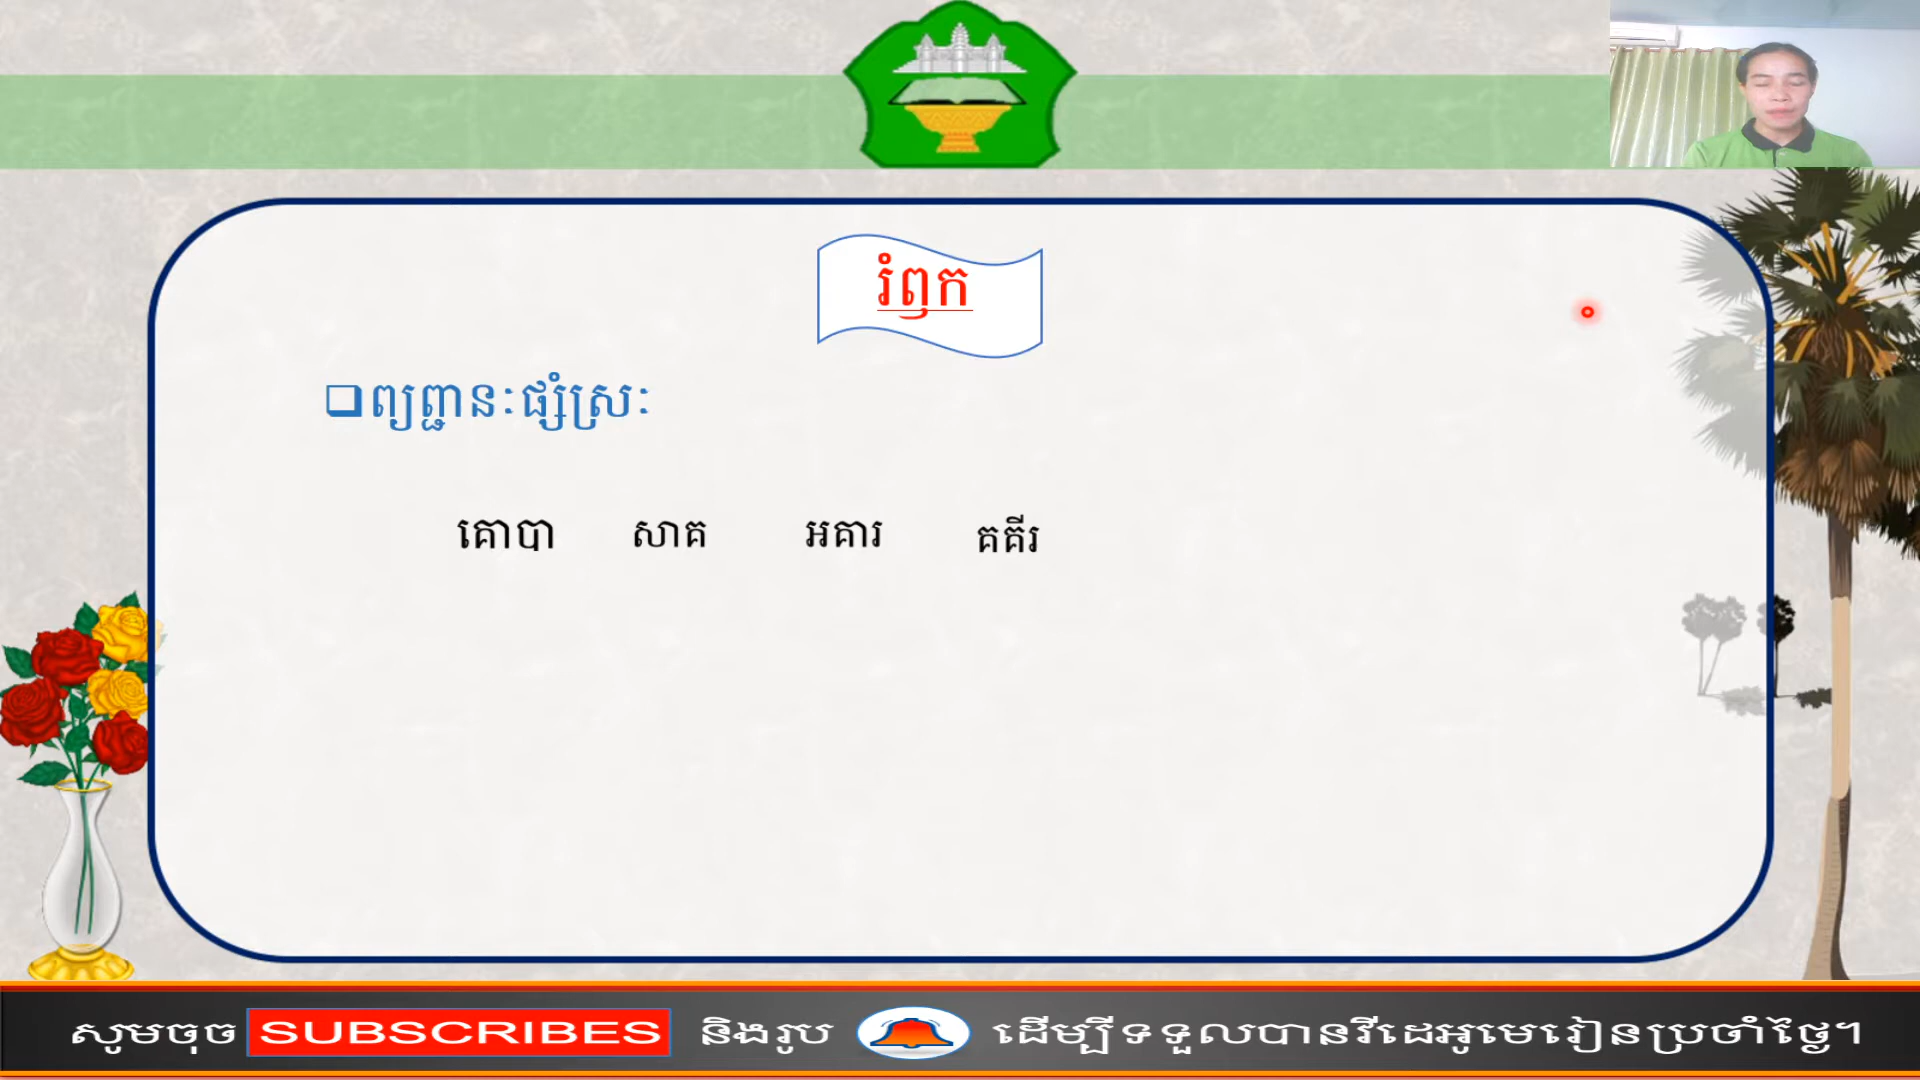 រំឭក
ព្យព្ជានៈផ្សំស្រៈ
គោបា សាគ អគារ គគីរ
សូមចុច SUBSCRIBES និងរូប ដើម្បីទទួលបានវីដេអូមេរៀនប្រចាំថ្ងៃ។